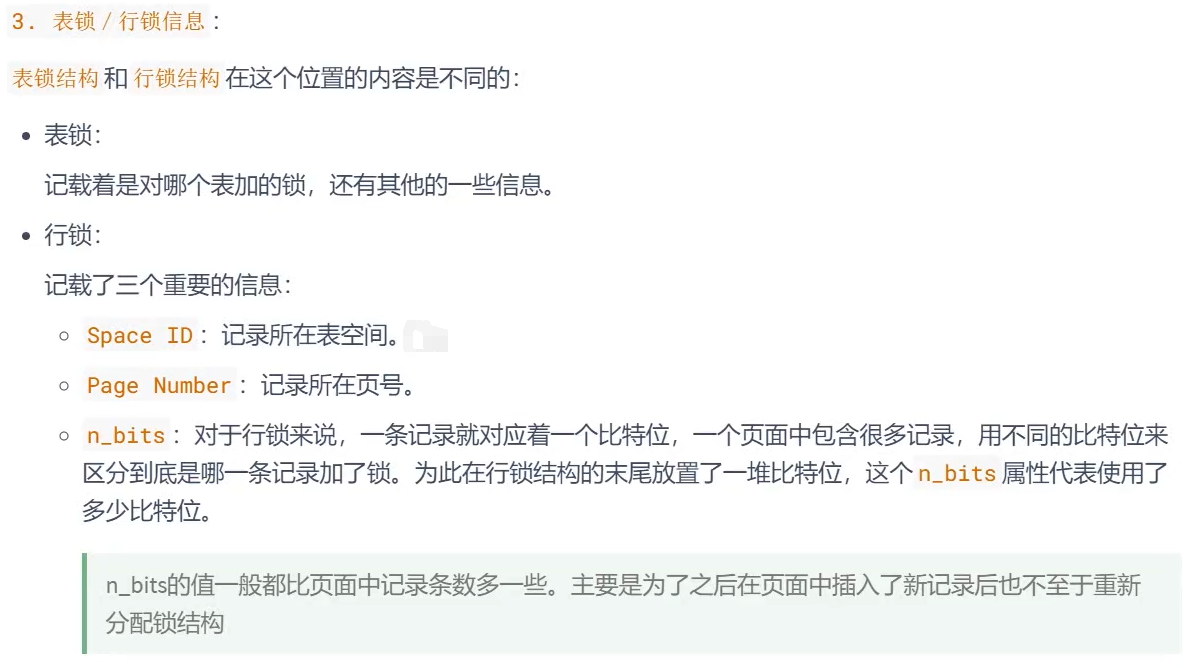 3. 表锁/行锁信息：
表锁结构和行锁结构在这个位置的内容是不同的：
• 表锁：
记载着是对哪个表加的锁，还有其他的一些信息。
• 行锁：
记载了三个重要的信息：
○ Space ID：记录所在表空间。
○ Page Number：记录所在页号。
○ n_bits：对于行锁来说，一条记录就对应着一个比特位，一个页面中包含很多记录，用不同的比特位来
区分到底是哪一条记录加了锁。为此在行锁结构的末尾放置了一堆比特位，这个n_bits属性代表使用了
多少比特位。
n_bits的值一般都比页面中记录条数多一些。主要是为了之后在页面中插入了新记录后也不至于重新
分配锁结构